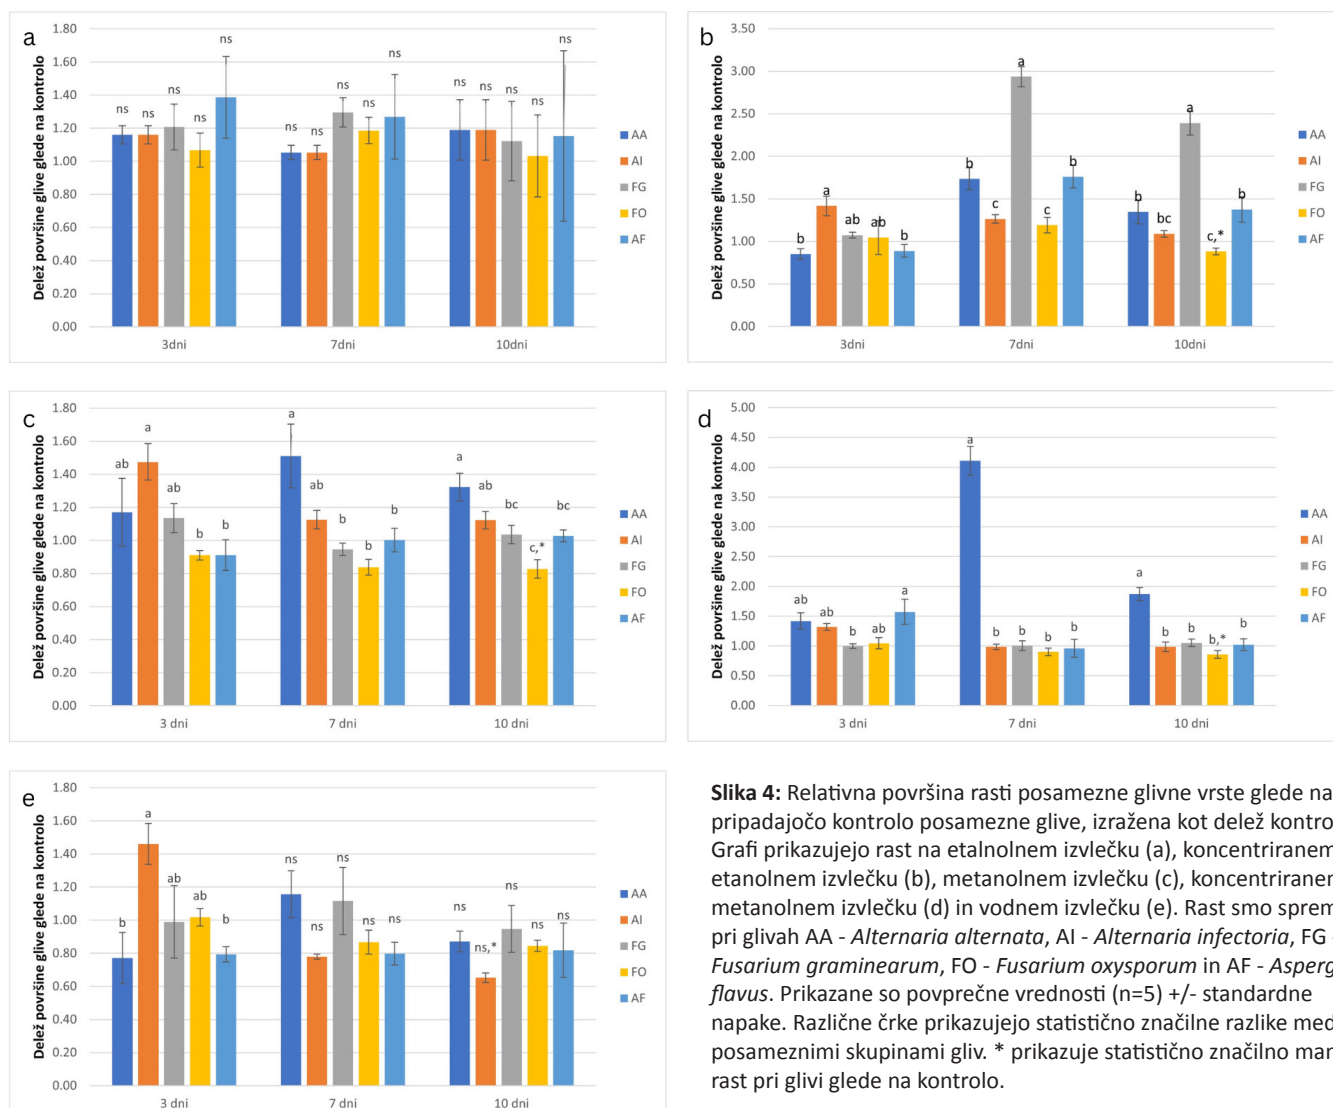 a
Delež površine glive glede na kontrolo
1.80
1.60
1.40
1.20
1.00
0.80
0.60
0.40
0.20
0.00
ns ns ns ns ns
ns ns ns ns ns
ns ns ns ns ns
3dni 7dni 10dni
AA
AI
FG
FO
AF
b
Delež površine glive glede na kontrolo
3.50
3.00
2.50
2.00
1.50
1.00
0.50
0.00
b a ab ab b
b c a c b
b bc a c,* b
3dni 7dni 10dni
AA
AI
FG
FO
AF
c
Delež površine glive glede na kontrolo
1.80
1.60
1.40
1.20
1.00
0.80
0.60
0.40
0.20
0.00
ab a ab b b
a ab b b b
a ab bc c,* bc
3 dni 7 dni 10 dni
AA
AI
FG
FO
AF
d
Delež površine glive glede na kontrolo
5.00
4.50
4.00
3.50
3.00
2.50
2.00
1.50
1.00
0.50
0.00
ab ab b ab a
a b b b b
a b b b,* b
3 dni 7 dni 10 dni
AA
AI
FG
FO
AF
e
Delež površine glive glede na kontrolo
1.80
1.60
1.40
1.20
1.00
0.80
0.60
0.40
0.20
0.00
b a ab ab b
ns ns ns ns ns
ns ns,* ns ns ns
3 dni 7 dni 10 dni
AA
AI
FG
FO
AF
Slika 4: Relativna površina rasti posamezne glivne vrste glede na
pripadajočo kontrolo posamezne glive, izražena kot delež kontro
Grafi prikazujejo rast na etalnolnem izvlečku (a), koncentriranem
etanolnem izvlečku (b), metanolnem izvlečku (c), koncentriranem
metanolnem izvlečku (d) in vodnem izvlečku (e). Rast smo sprem
pri glivah AA - Alternaria alternata, AI - Alternaria infectoria, FG -
Fusarium graminearum, FO - Fusarium oxysporum in AF - Asperg
flavus. Prikazane so povprečne vrednosti (n=5) +/- standardne
napake. Različne črke prikazujejo statistično značilne razlike med
posameznimi skupinami gliv. * prikazuje statistično značilno man
rast pri glivi glede na kontrolo.